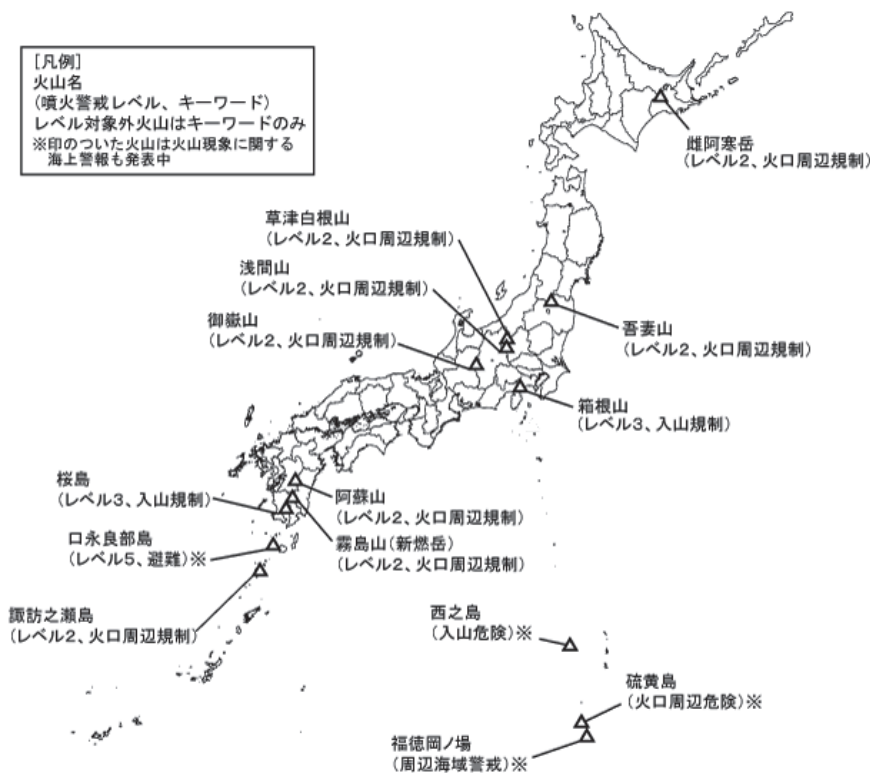 [凡例]
火山名
(噴火警戒レベル、キーワード)
レベル対象外火山はキーワードのみ
※印のついた火山は火山現象に関する
海上警報も発表中
雌阿寒岳
(レベル2、火口周辺規制)
草津白根山
(レベル2、火口周辺規制)
浅間山
(レベル2、火口周辺規制)
御嶽山
(レベル2、火口周辺規制)
吾妻山
(レベル2、火口周辺規制)
箱根山
(レベル3、入山規制)
桜島
(レベル3、入山規制)
阿蘇山
(レベル2、火口周辺規制)
口永良部島
(レベル5、避難)※
霧島山(新燃岳)
(レベル2、火口周辺規制)
諏訪之瀬島
(レベル2、火口周辺規制)
西之島
(入山危険)※
硫黄島
(火口周辺危険)※
福徳岡ノ場
(周辺海域警戒)※